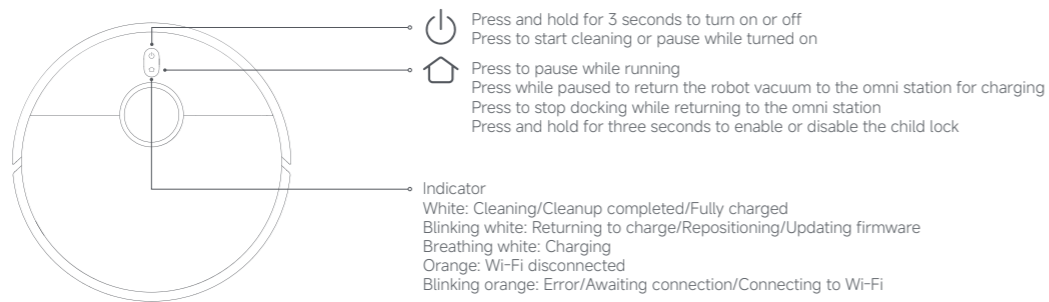 Press and hold for 3 seconds to turn on or off
Press to start cleaning or pause while turned on
Press to pause while running
Press while paused to return the robot vacuum to the omni station for charging
Press to stop docking while returning to the omni station
Press and hold for three seconds to enable or disable the child lock
Indicator
White: Cleaning/Cleanup completed/Fully charged
Blinking white: Returning to charge/Repositioning/Updating firmware
Breathing white: Charging
Orange: Wi-Fi disconnected
Blinking orange: Error/Awaiting connection/Connecting to Wi-Fi